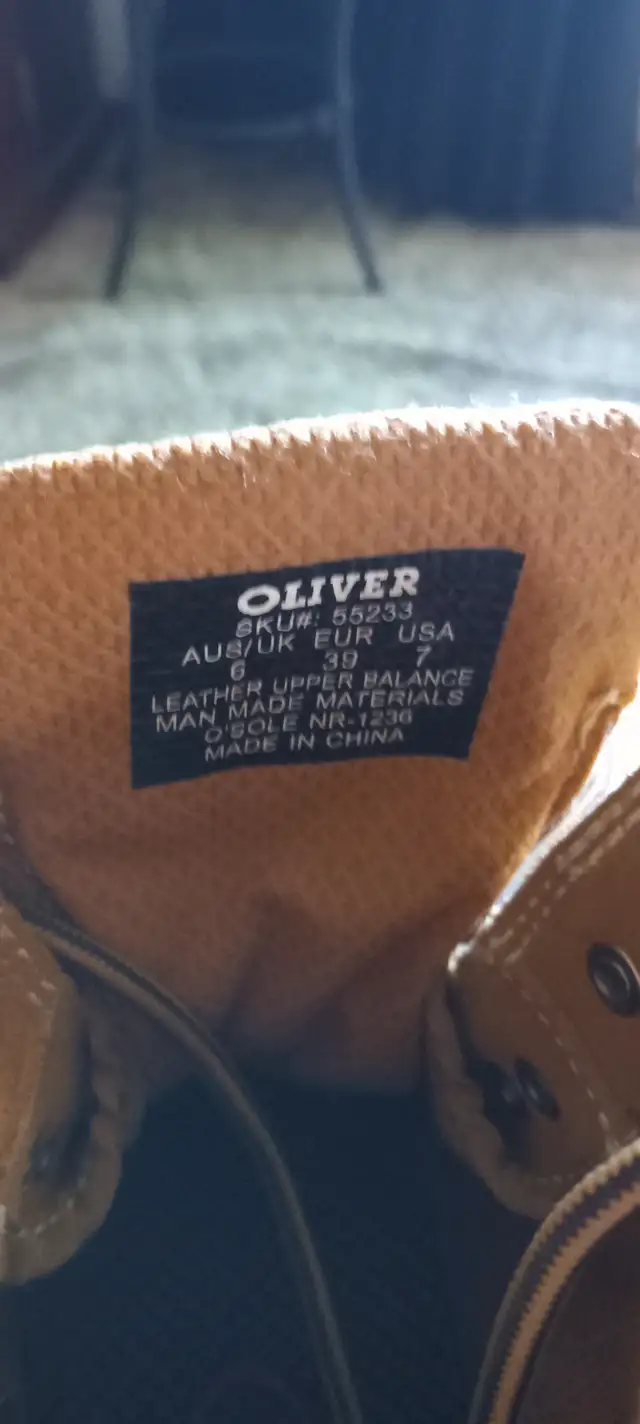 OLIVER
SKU#: 55233
AUS/UK EUR USA
6 39 7
LEATHER UPPER BALANCE
MAN MADE MATERIALS
O'SOLE NR-1236
MADE IN CHINA